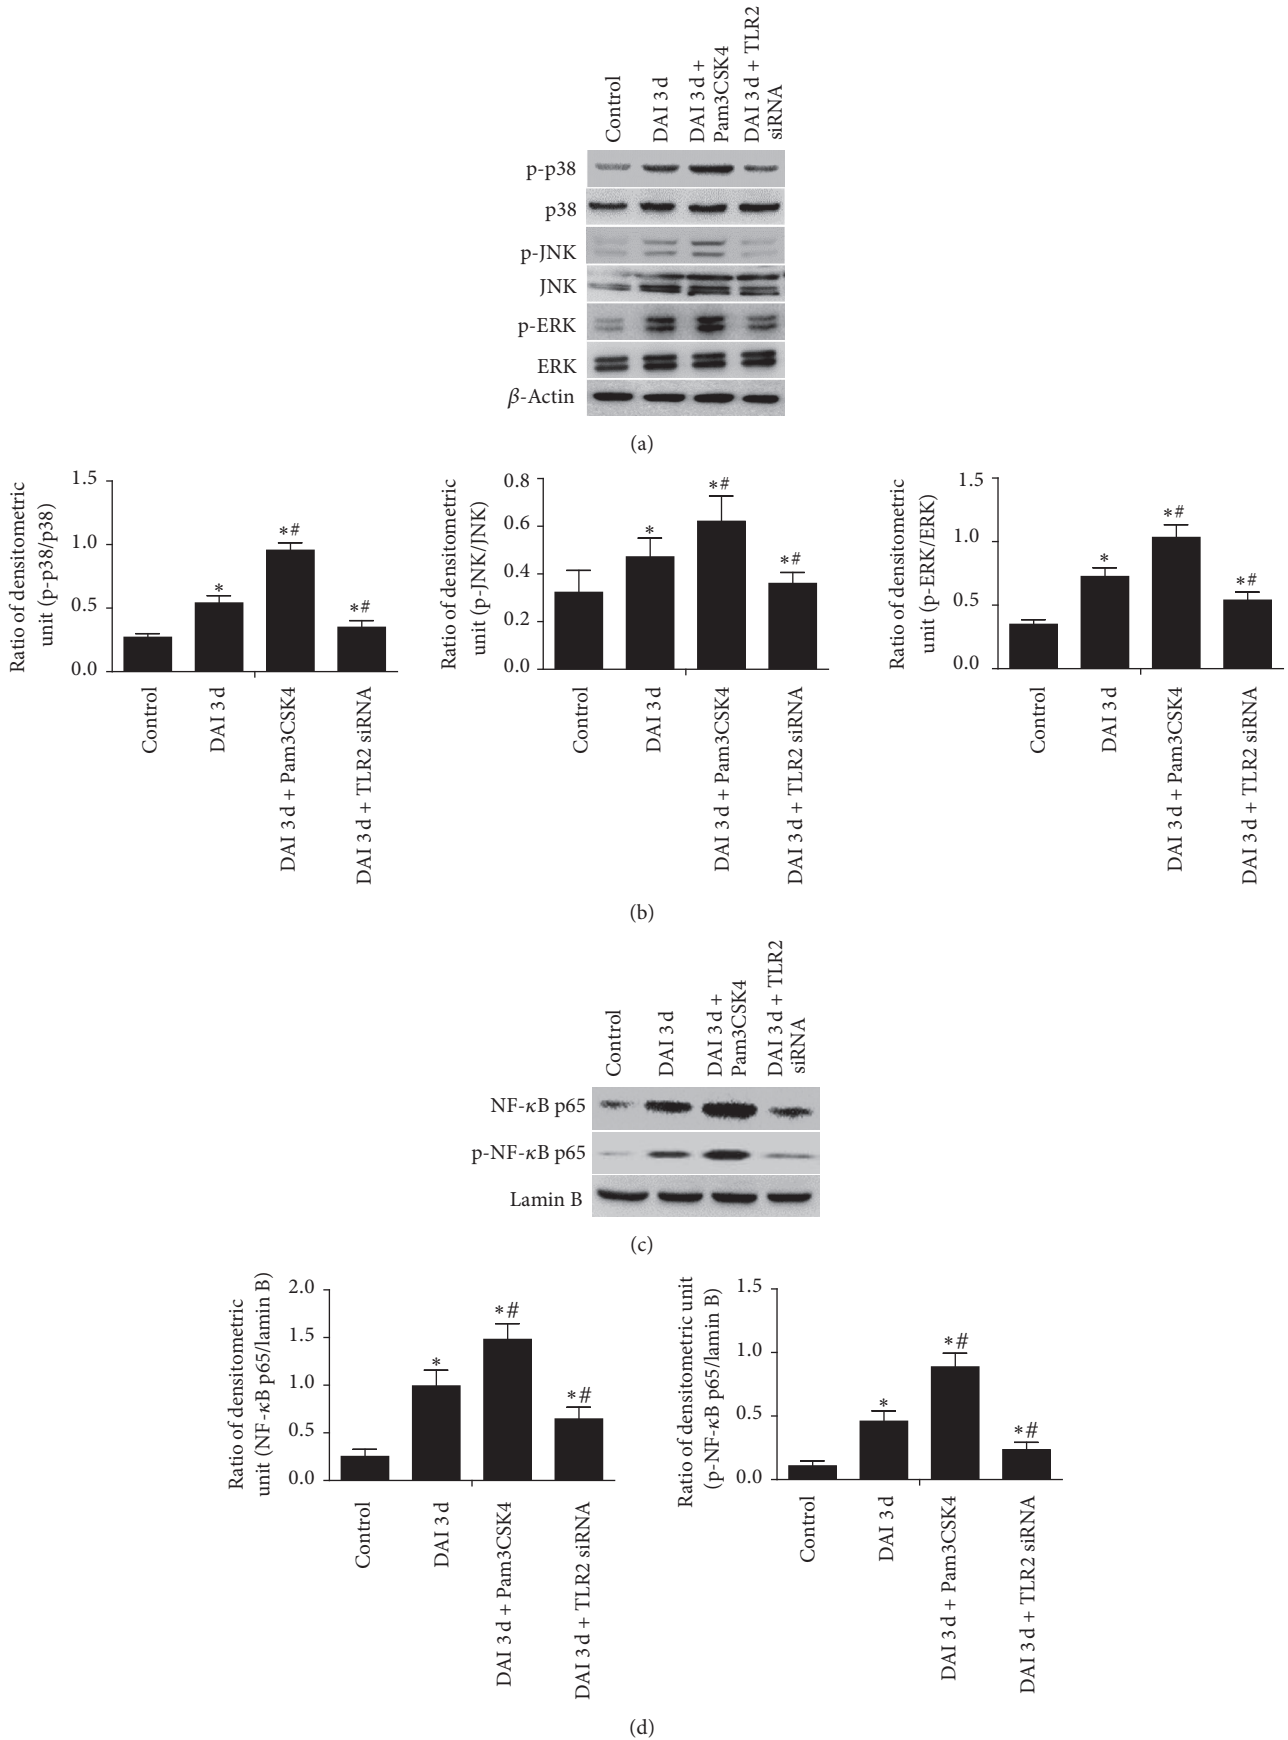 Control
DAI 3 d
DAI 3 d +
Pam3CSK4
DAI 3 d + TLR2
siRNA
p-p38
p38
p-JNK
JNK
p-ERK
ERK
β-Actin
(a)
Ratio of densitometric
unit (p-p38/p38)
1.5
1.0
0.5
0.0
*
*#
*#
Control
DAI 3 d
DAI 3 d + Pam3CSK4
DAI 3 d + TLR2 siRNA
Ratio of densitometric
unit (p-JNK/JNK)
0.8
0.6
0.4
0.2
0.0
*
*#
*#
Control
DAI 3 d
DAI 3 d + Pam3CSK4
DAI 3 d + TLR2 siRNA
Ratio of densitometric
unit (p-ERK/ERK)
1.5
1.0
0.5
0.0
*
*#
*#
Control
DAI 3 d
DAI 3 d + Pam3CSK4
DAI 3 d + TLR2 siRNA
(b)
Control
DAI 3 d
DAI 3 d +
Pam3CSK4
DAI 3 d + TLR2
siRNA
NF-κB p65
p-NF-κB p65
Lamin B
(c)
Ratio of densitometric
unit (NF-κB p65/lamin B)
2.0
1.5
1.0
0.5
0.0
*
*#
*#
Control
DAI 3 d
DAI 3 d + Pam3CSK4
DAI 3 d + TLR2 siRNA
Ratio of densitometric unit
(p-NF-κB p65/lamin B)
1.5
1.0
0.5
0.0
*
*#
*#
Control
DAI 3 d
DAI 3 d + Pam3CSK4
DAI 3 d + TLR2 siRNA
(d)